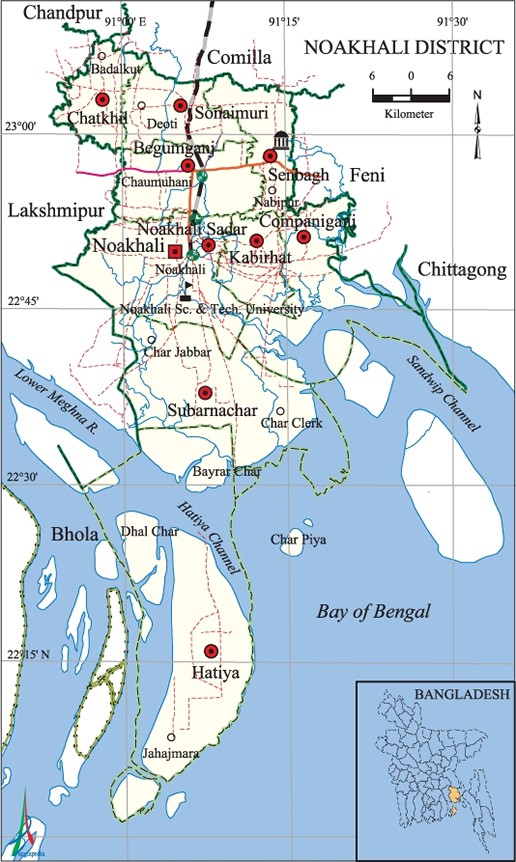 Chandpur
91°00' E
91°15'
91°30'
NOAKHALI DISTRICT
Comilla
Badalkut
6 0 6
Kilometer
N
Chatkhil
Deoti
Sonaimuri
23°00'
Begumganj
Chaumuhani
Senbagh
Feni
Nabipur
Lakshmipur
Companiganj
Noakhali Sadar
Noakhali
Kabirhat
Noakhali
Chittagong
22°45'
Noakhali Sc. & Tech. University
Char Jabbar
Sandwip Channel
Lower Meghna R.
Subarnachar
Char Clerk
Bayrar Char
22°30'
Hatiya Channel
Bhola
Dhal Char
Char Piya
Bay of Bengal
22°15' N
Hatiya
BANGLADESH
Jahajmara